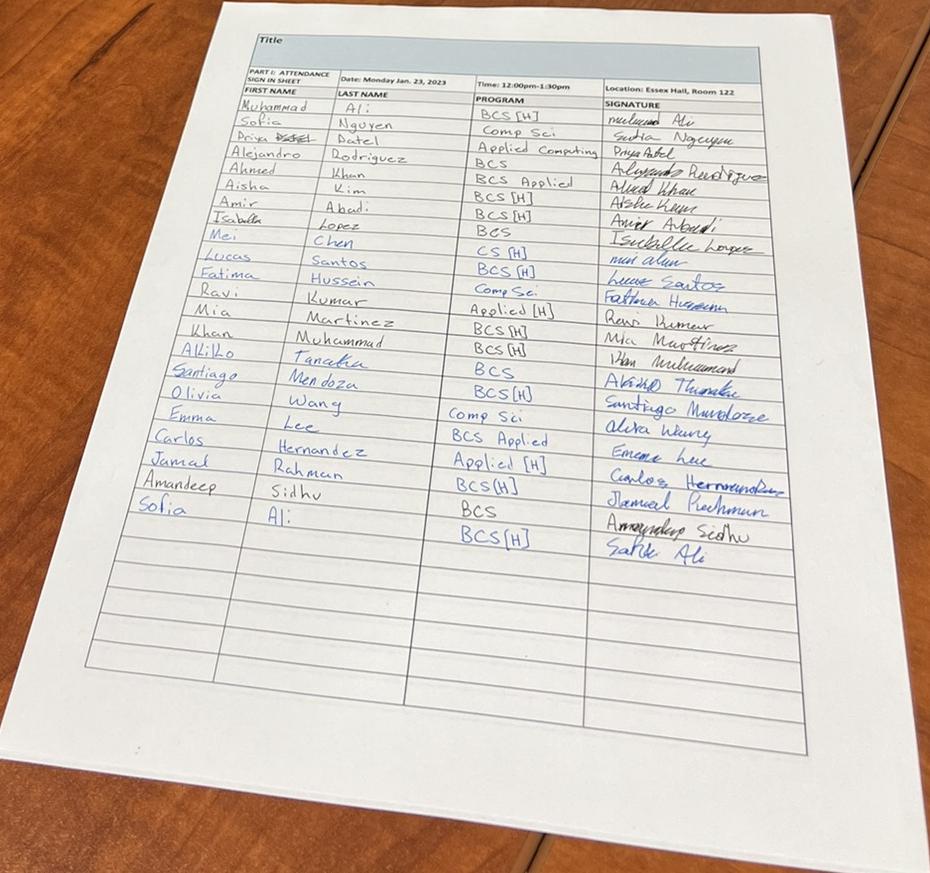 Title
PART I: ATTENDANCE SIGN IN SHEET Date: Monday Jan. 23, 2023 Time: 12:00pm-1:30pm Location: Essex Hall, Room 122
FIRST NAME LAST NAME PROGRAM SIGNATURE
Muhammad Ali BCS [H] Ali
Sofia Nguyen Comp Sci Sofia Nguyen
Priya Patel Applied Computing Priya Patel
Alejandro Rodriguez BCS Alejandro Rodriguez
Ahmed Khan BCS Applied Ahmed Khan
Aisha Kim BCS [H] Aisha Kim
Amir Abadi BCS [H] Amir Abadi
Isabella Lopez BCS Isabella Lopez
Mei Chen CS [H]
Lucas Santos BCS [H] Lucas Santos
Fatima Hussein Comp Sci Fatima Hussein
Ravi Kumar Applied [H] Ravi Kumar
Mia Martinez BCS [H] Mia Martinez
Khan Muhammad BCS [H] Khan Muhammad
Akiko Tanaka BCS Akiko
Santiago Mendoza BCS[H] Santiago Mendoza
Olivia Wang Comp Sci Wang
Emma Lee BCS Applied Emma Lee
Carlos Hernandez Applied [H] Carlos Hernandez
Jamal Rahman BCS[H] Jamal Rahman
Amandeep Sidhu BCS Amandeep Sidhu
Sofia Ali BCS[H] Ali